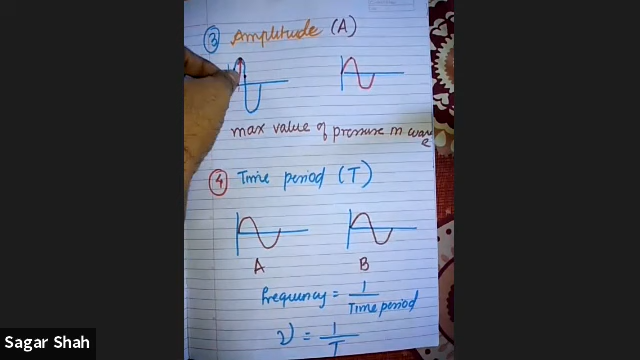 ③ Amplitude (A)
max value of pressure in wave
④ Time period (T)
A B
frequency = 1 / Time period
ν = 1 / T
Sagar Shah